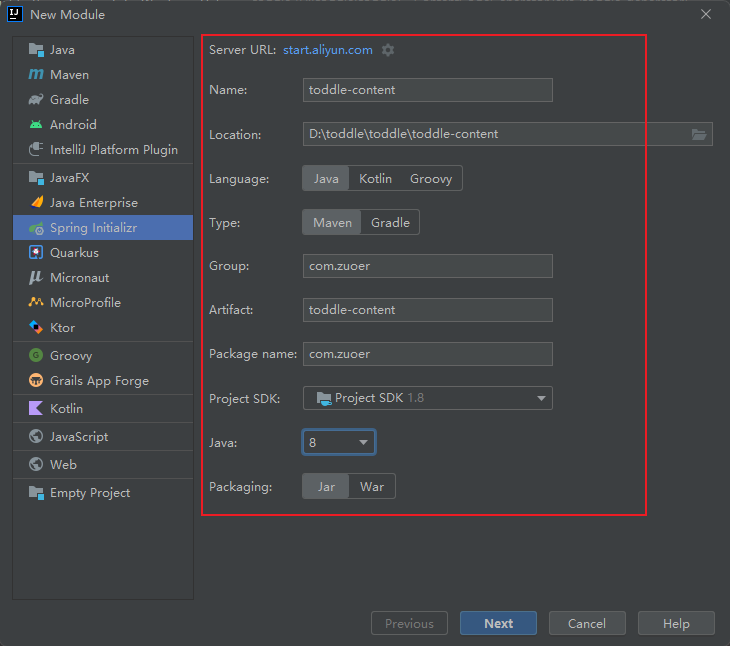 New Module
Java
Maven
Gradle
Android
IntelliJ Platform Plugin
JavaFX
Java Enterprise
Spring Initializr
Quarkus
Micronaut
MicroProfile
Ktor
Groovy
Grails App Forge
Kotlin
JavaScript
Web
Empty Project
Server URL: start.aliyun.com
Name: toddle-content
Location: D:\toddle\toddle\toddle-content
Language: Java Kotlin Groovy
Type: Maven Gradle
Group: com.zuoer
Artifact: toddle-content
Package name: com.zuoer
Project SDK: Project SDK 1.8
Java: 8
Packaging: Jar War
Previous Next Cancel Help